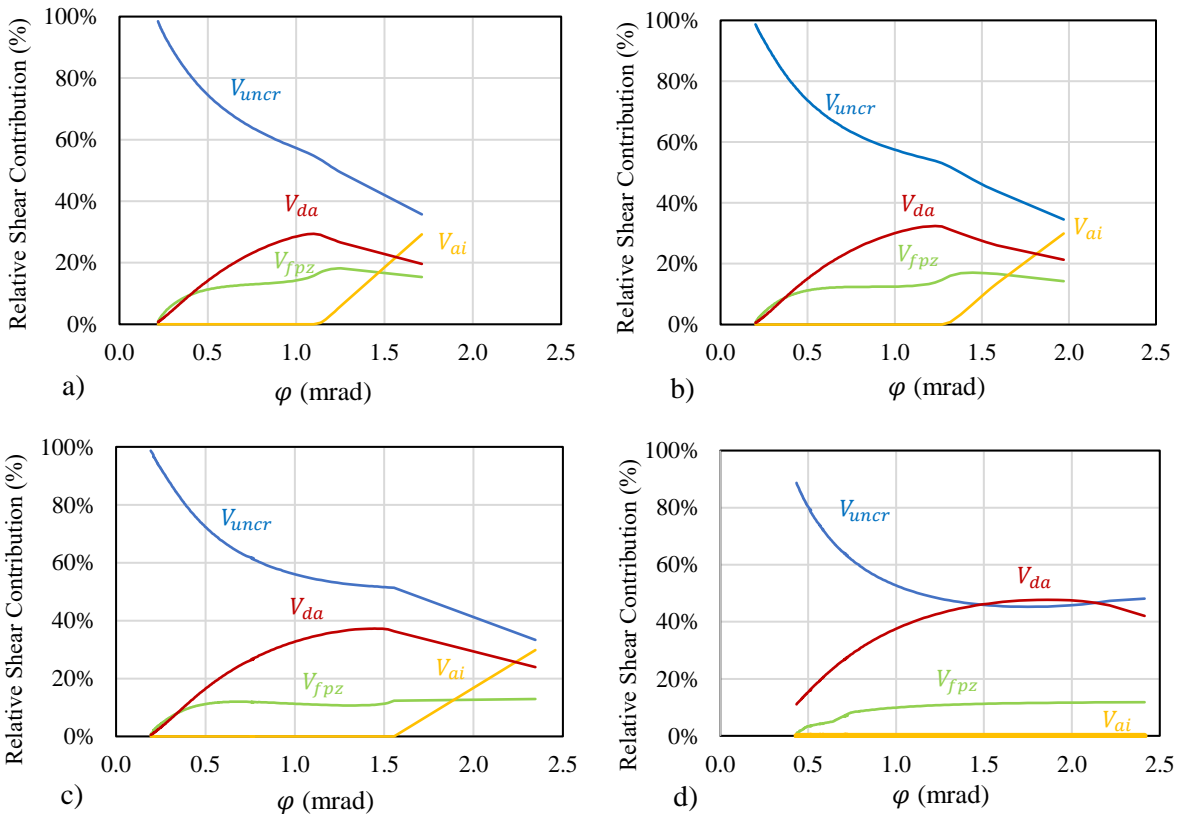 Relative Shear Contribution (%)
100%
80%
60%
40%
20%
0%
V_uncr
V_da
V_fpz
V_ai
0.0 0.5 1.0 1.5 2.0 2.5
a)
φ (mrad)
Relative Shear Contribution (%)
100%
80%
60%
40%
20%
0%
V_uncr
V_da
V_fpz
V_ai
0.0 0.5 1.0 1.5 2.0 2.5
b)
φ (mrad)
Relative Shear Contribution (%)
100%
80%
60%
40%
20%
0%
V_uncr
V_da
V_fpz
V_ai
0.0 0.5 1.0 1.5 2.0 2.5
c)
φ (mrad)
Relative Shear Contribution (%)
100%
80%
60%
40%
20%
0%
V_uncr
V_da
V_fpz
V_ai
0.0 0.5 1.0 1.5 2.0 2.5
d)
φ (mrad)